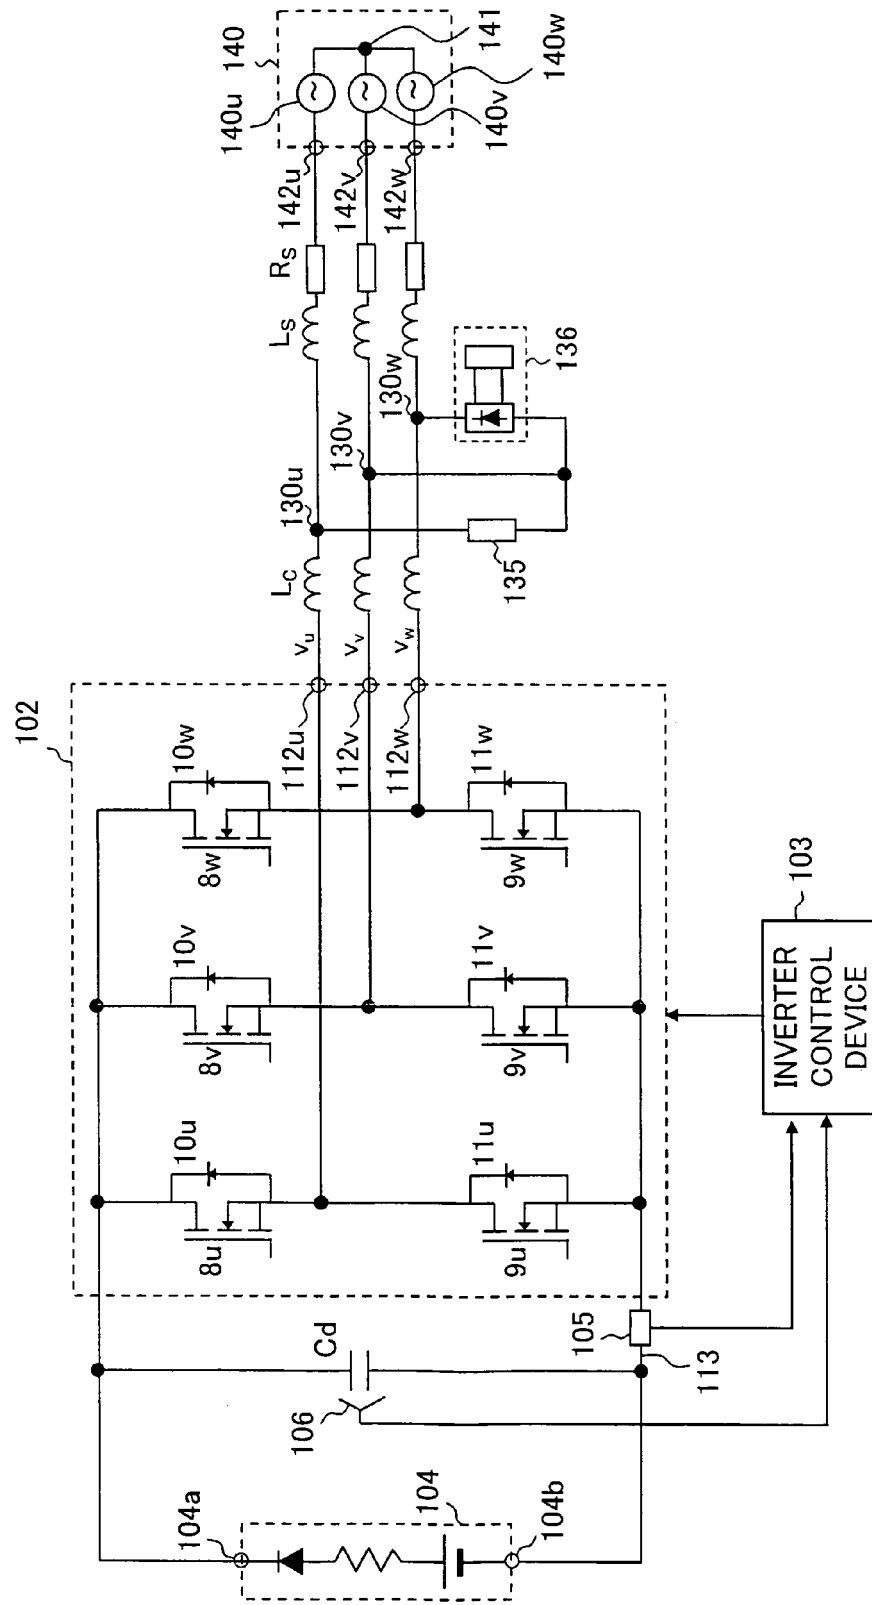 102
103
INVERTER
CONTROL
DEVICE
104
104a
104b
105
106
113
Cd
8u
8v
8w
9u
9v
9w
10u
10v
10w
11u
11v
11w
112u
112v
112w
vu
vv
vw
LC
LS
RS
130u
130v
130w
135
136
140
140u
140v
140w
141
142u
142v
142w